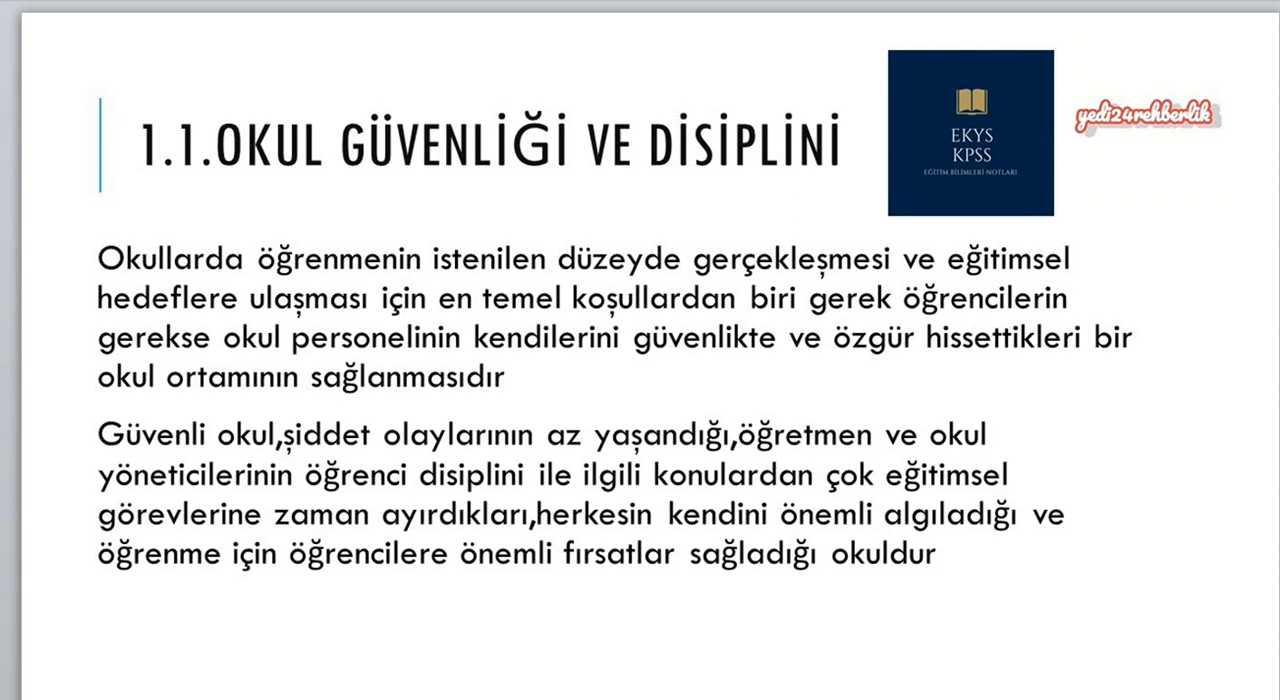 1.1.OKUL GÜVENLİĞİ VE DİSİPLİNİ
EKYS
KPSS
EĞİTİM BİLİMLERİ NOTLARI
yedi24rehberlik
Okullarda öğrenmenin istenilen düzeyde gerçekleşmesi ve eğitimsel
hedeflere ulaşması için en temel koşullardan biri gerek öğrencilerin
gerekse okul personelinin kendilerini güvenlikte ve özgür hissettikleri bir
okul ortamının sağlanmasıdır
Güvenli okul,şiddet olaylarının az yaşandığı,öğretmen ve okul
yöneticilerinin öğrenci disiplini ile ilgili konulardan çok eğitimsel
görevlerine zaman ayırdıkları,herkesin kendini önemli algıladığı ve
öğrenme için öğrencilere önemli fırsatlar sağladığı okuldur